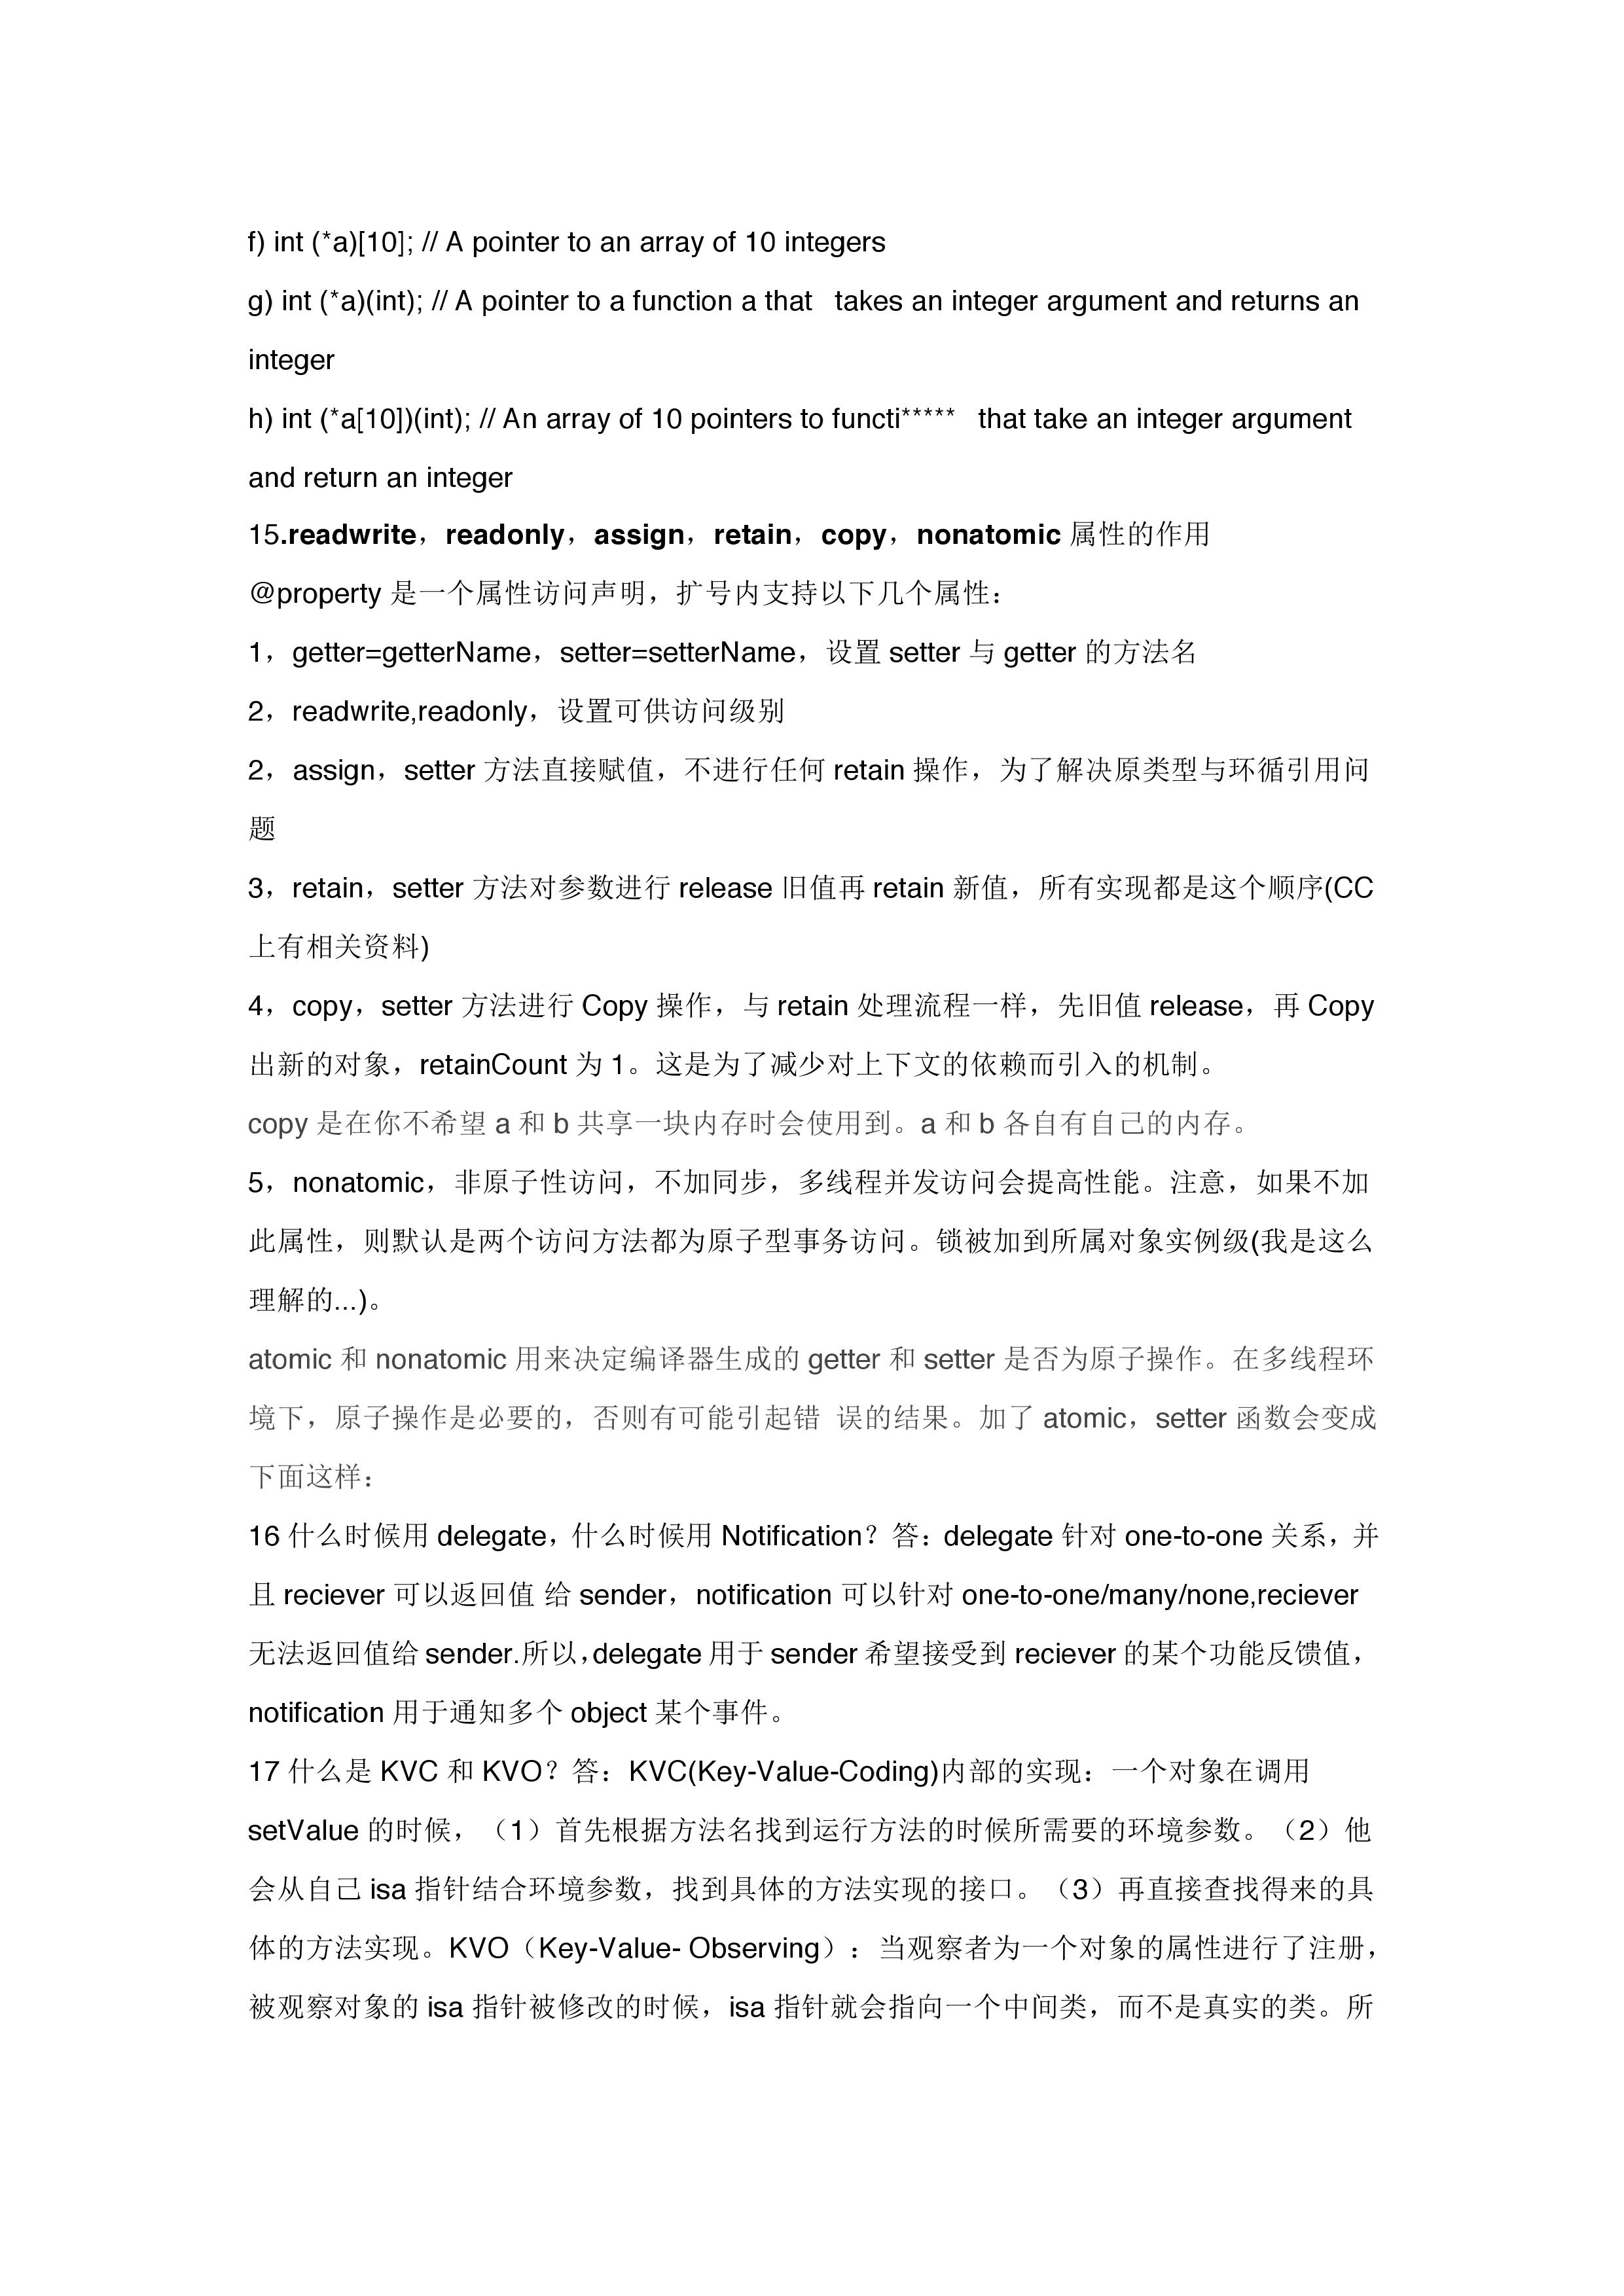 f) int (*a)[10]; // A pointer to an array of 10 integers
g) int (*a)(int); // A pointer to a function a that   takes an integer argument and returns an
integer
h) int (*a[10])(int); // An array of 10 pointers to functi*****   that take an integer argument
and return an integer
15.readwrite，readonly，assign，retain，copy，nonatomic 属性的作用
@property 是一个属性访问声明，扩号内支持以下几个属性：
1，getter=getterName，setter=setterName，设置 setter 与 getter 的方法名
2，readwrite,readonly，设置可供访问级别
2，assign，setter 方法直接赋值，不进行任何 retain 操作，为了解决原类型与环循引用问
题
3，retain，setter 方法对参数进行 release 旧值再 retain 新值，所有实现都是这个顺序(CC
上有相关资料)
4，copy，setter 方法进行 Copy 操作，与 retain 处理流程一样，先旧值 release，再 Copy
出新的对象，retainCount 为 1。这是为了减少对上下文的依赖而引入的机制。
copy 是在你不希望 a 和 b 共享一块内存时会使用到。a 和 b 各自有自己的内存。
5，nonatomic，非原子性访问，不加同步，多线程并发访问会提高性能。注意，如果不加
此属性，则默认是两个访问方法都为原子型事务访问。锁被加到所属对象实例级(我是这么
理解的...)。
atomic 和 nonatomic 用来决定编译器生成的 getter 和 setter 是否为原子操作。在多线程环
境下，原子操作是必要的，否则有可能引起错 误的结果。加了 atomic，setter 函数会变成
下面这样：
16 什么时候用 delegate，什么时候用 Notification？答：delegate 针对 one-to-one 关系，并
且 reciever 可以返回值 给 sender，notification 可以针对 one-to-one/many/none,reciever
无法返回值给 sender.所以，delegate 用于 sender 希望接受到 reciever 的某个功能反馈值，
notification 用于通知多个 object 某个事件。
17 什么是 KVC 和 KVO？答：KVC(Key-Value-Coding)内部的实现：一个对象在调用
setValue 的时候，（1）首先根据方法名找到运行方法的时候所需要的环境参数。（2）他
会从自己 isa 指针结合环境参数，找到具体的方法实现的接口。（3）再直接查找得来的具
体的方法实现。KVO（Key-Value- Observing）：当观察者为一个对象的属性进行了注册，
被观察对象的 isa 指针被修改的时候，isa 指针就会指向一个中间类，而不是真实的类。所